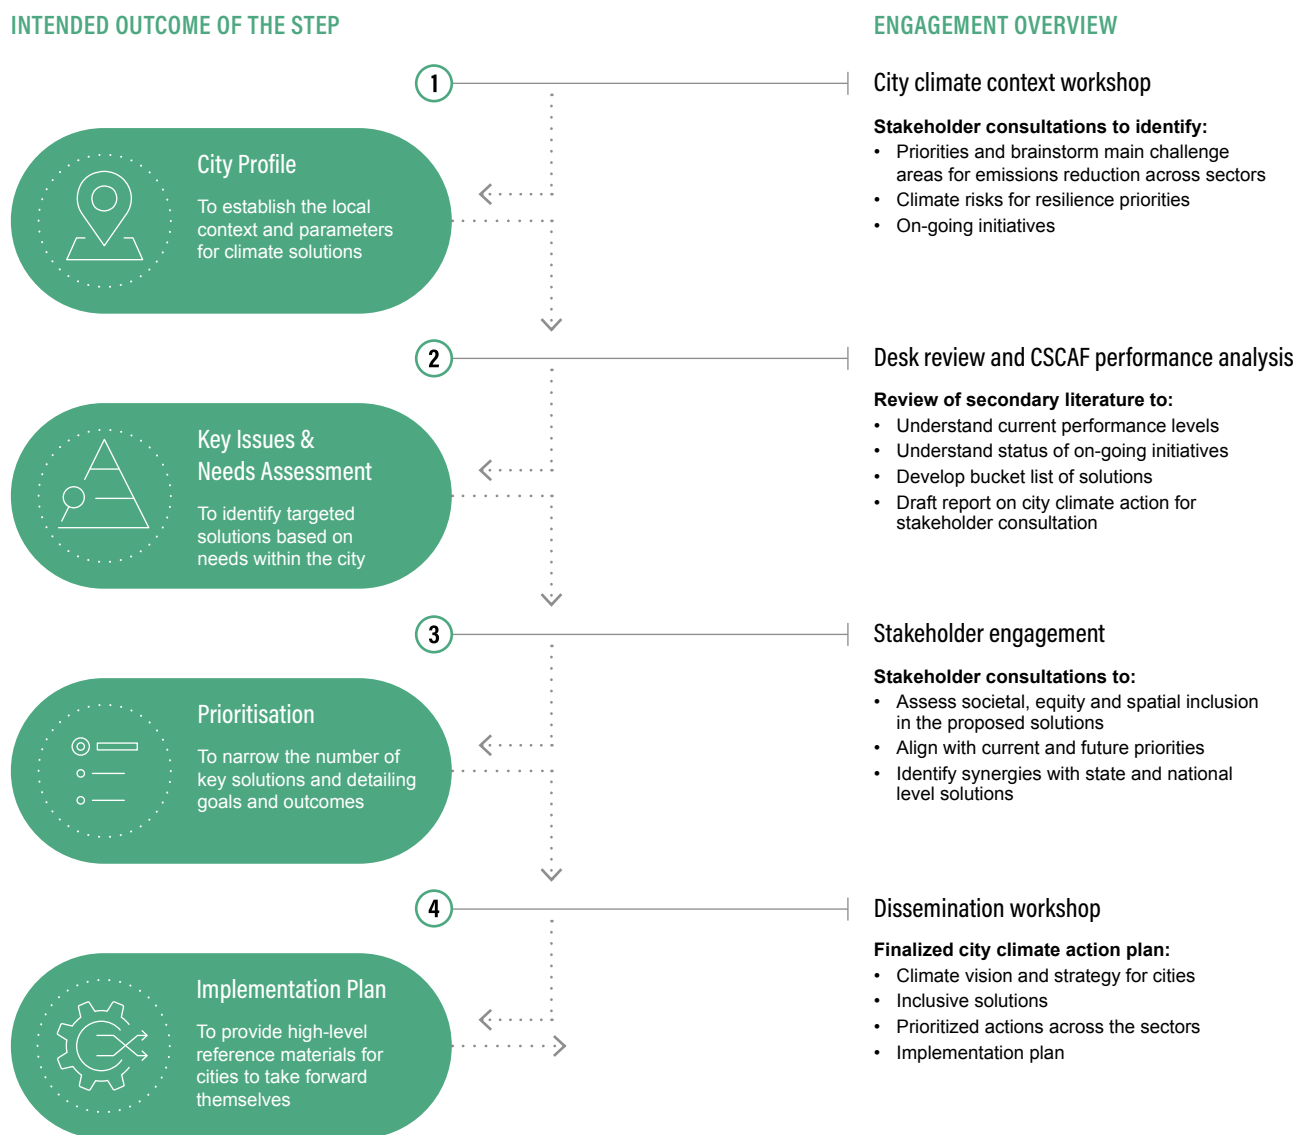 INTENDED OUTCOME OF THE STEP
ENGAGEMENT OVERVIEW
1
City climate context workshop
Stakeholder consultations to identify:
• Priorities and brainstorm main challenge
areas for emissions reduction across sectors
• Climate risks for resilience priorities
• On-going initiatives
City Profile
To establish the local
context and parameters
for climate solutions
2
Desk review and CSCAF performance analysis
Review of secondary literature to:
• Understand current performance levels
• Understand status of on-going initiatives
• Develop bucket list of solutions
• Draft report on city climate action for
stakeholder consultation
Key Issues &
Needs Assessment
To identify targeted
solutions based on
needs within the city
3
Stakeholder engagement
Stakeholder consultations to:
• Assess societal, equity and spatial inclusion
in the proposed solutions
• Align with current and future priorities
• Identify synergies with state and national
level solutions
Prioritisation
To narrow the number of
key solutions and detailing
goals and outcomes
4
Dissemination workshop
Finalized city climate action plan:
• Climate vision and strategy for cities
• Inclusive solutions
• Prioritized actions across the sectors
• Implementation plan
Implementation Plan
To provide high-level
reference materials for
cities to take forward
themselves